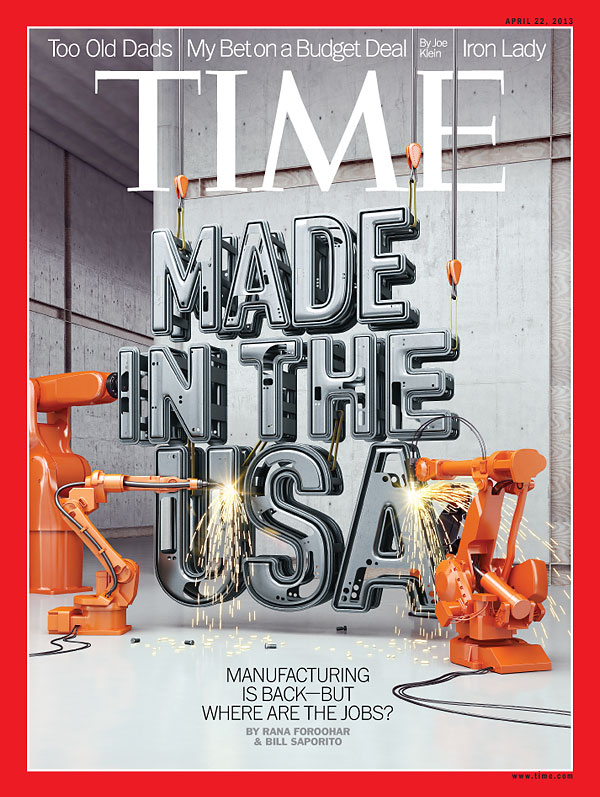 APRIL 22, 2013
Too Old Dads | My Bet on a Budget Deal | By Joe Klein | Iron Lady
TIME
MADE
IN THE
USA
MANUFACTURING
IS BACK—BUT
WHERE ARE THE JOBS?
BY RANA FOROOHAR
& BILL SAPORITO
www.time.com